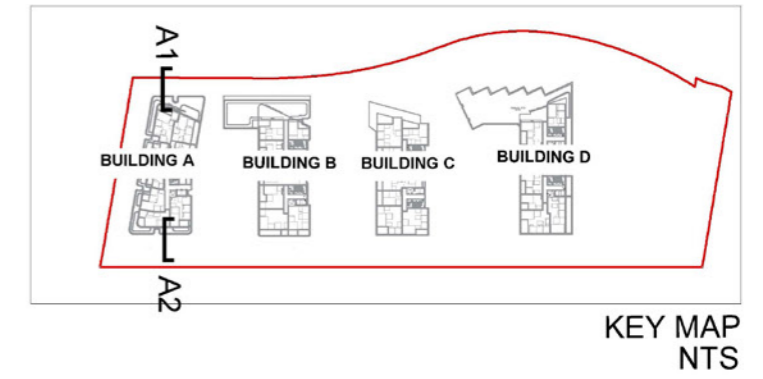 A1
BUILDING A
BUILDING B
BUILDING C
BUILDING D
A2
KEY MAP
NTS